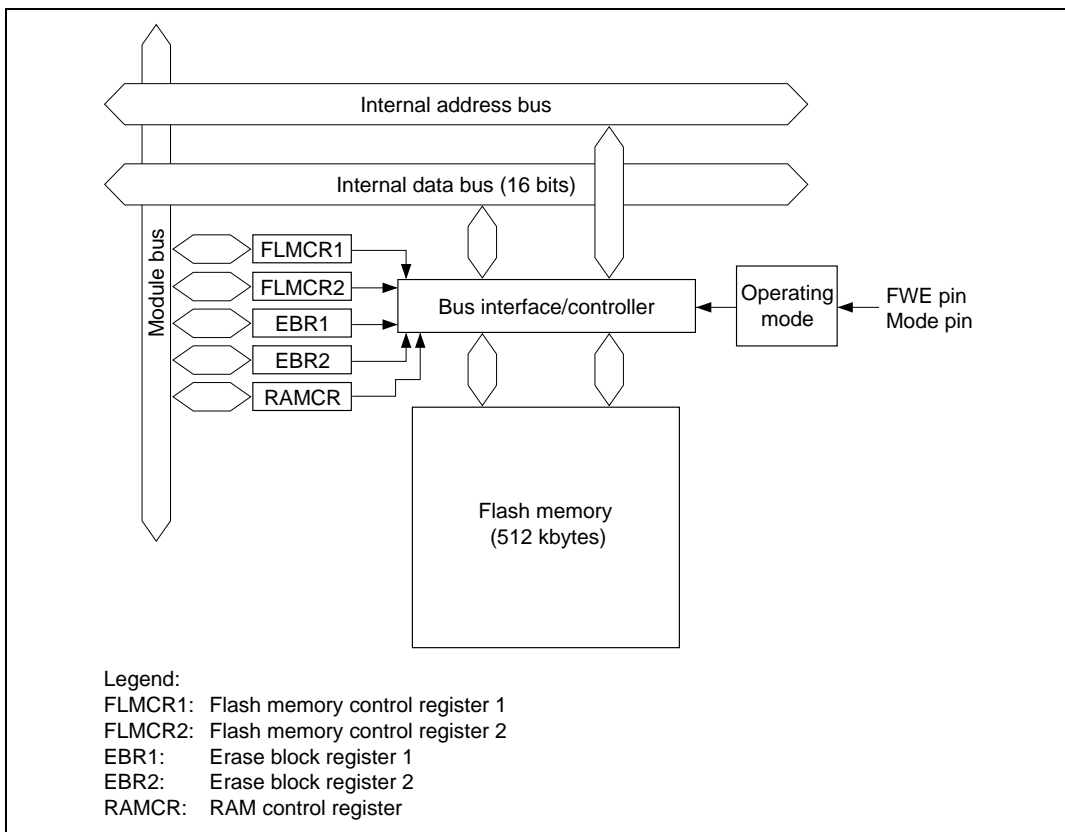 Internal address bus
Internal data bus (16 bits)
Module bus
FLMCR1
FLMCR2
EBR1
EBR2
RAMCR
Bus interface/controller
Operating
mode
FWE pin
Mode pin
Flash memory
(512 kbytes)
Legend:
FLMCR1: Flash memory control register 1
FLMCR2: Flash memory control register 2
EBR1: Erase block register 1
EBR2: Erase block register 2
RAMCR: RAM control register